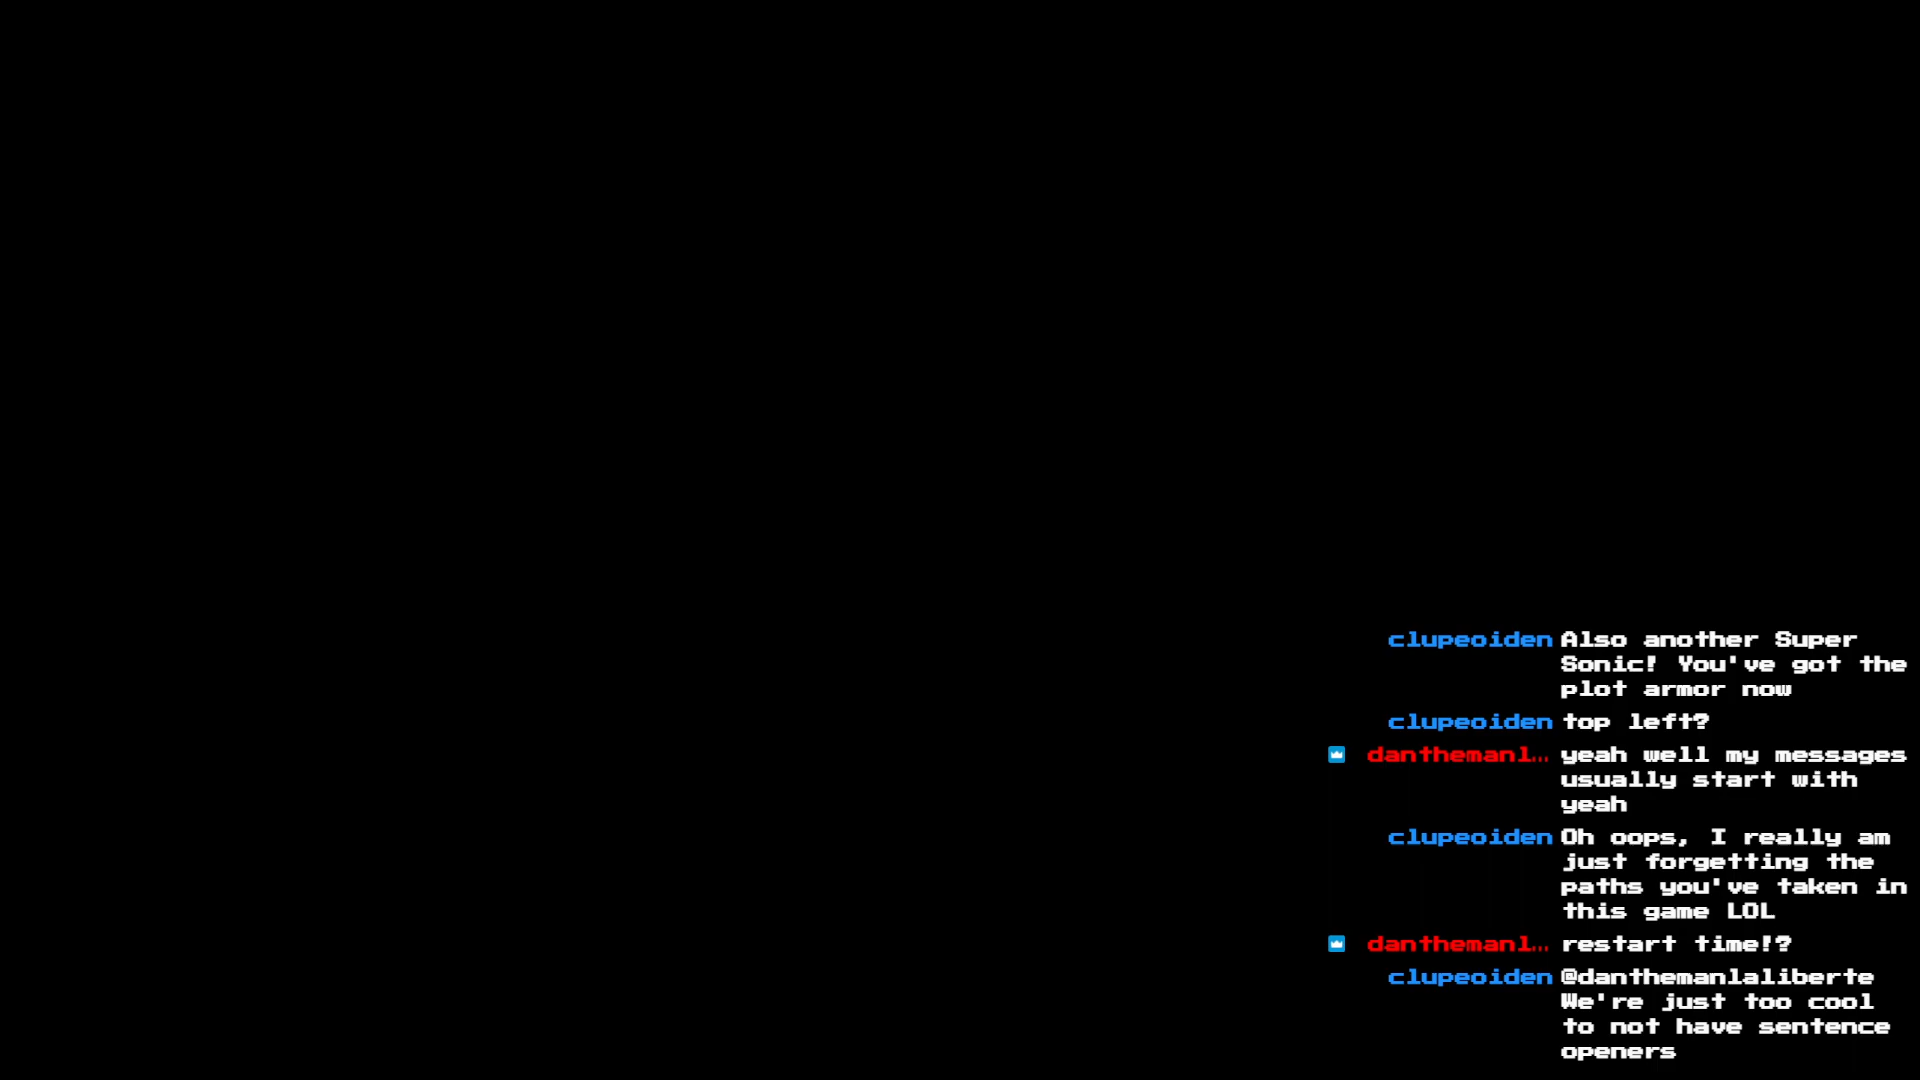 clupeoiden Also another Super
Sonic! You've got the
plot armor now
clupeoiden top left?
danthemanl… yeah well my messages
usually start with
yeah
clupeoiden Oh oops, I really am
just forgetting the
paths you've taken in
this game LOL
danthemanl… restart time!?
clupeoiden @danthemanlaliberte
We're just too cool
to not have sentence
openers